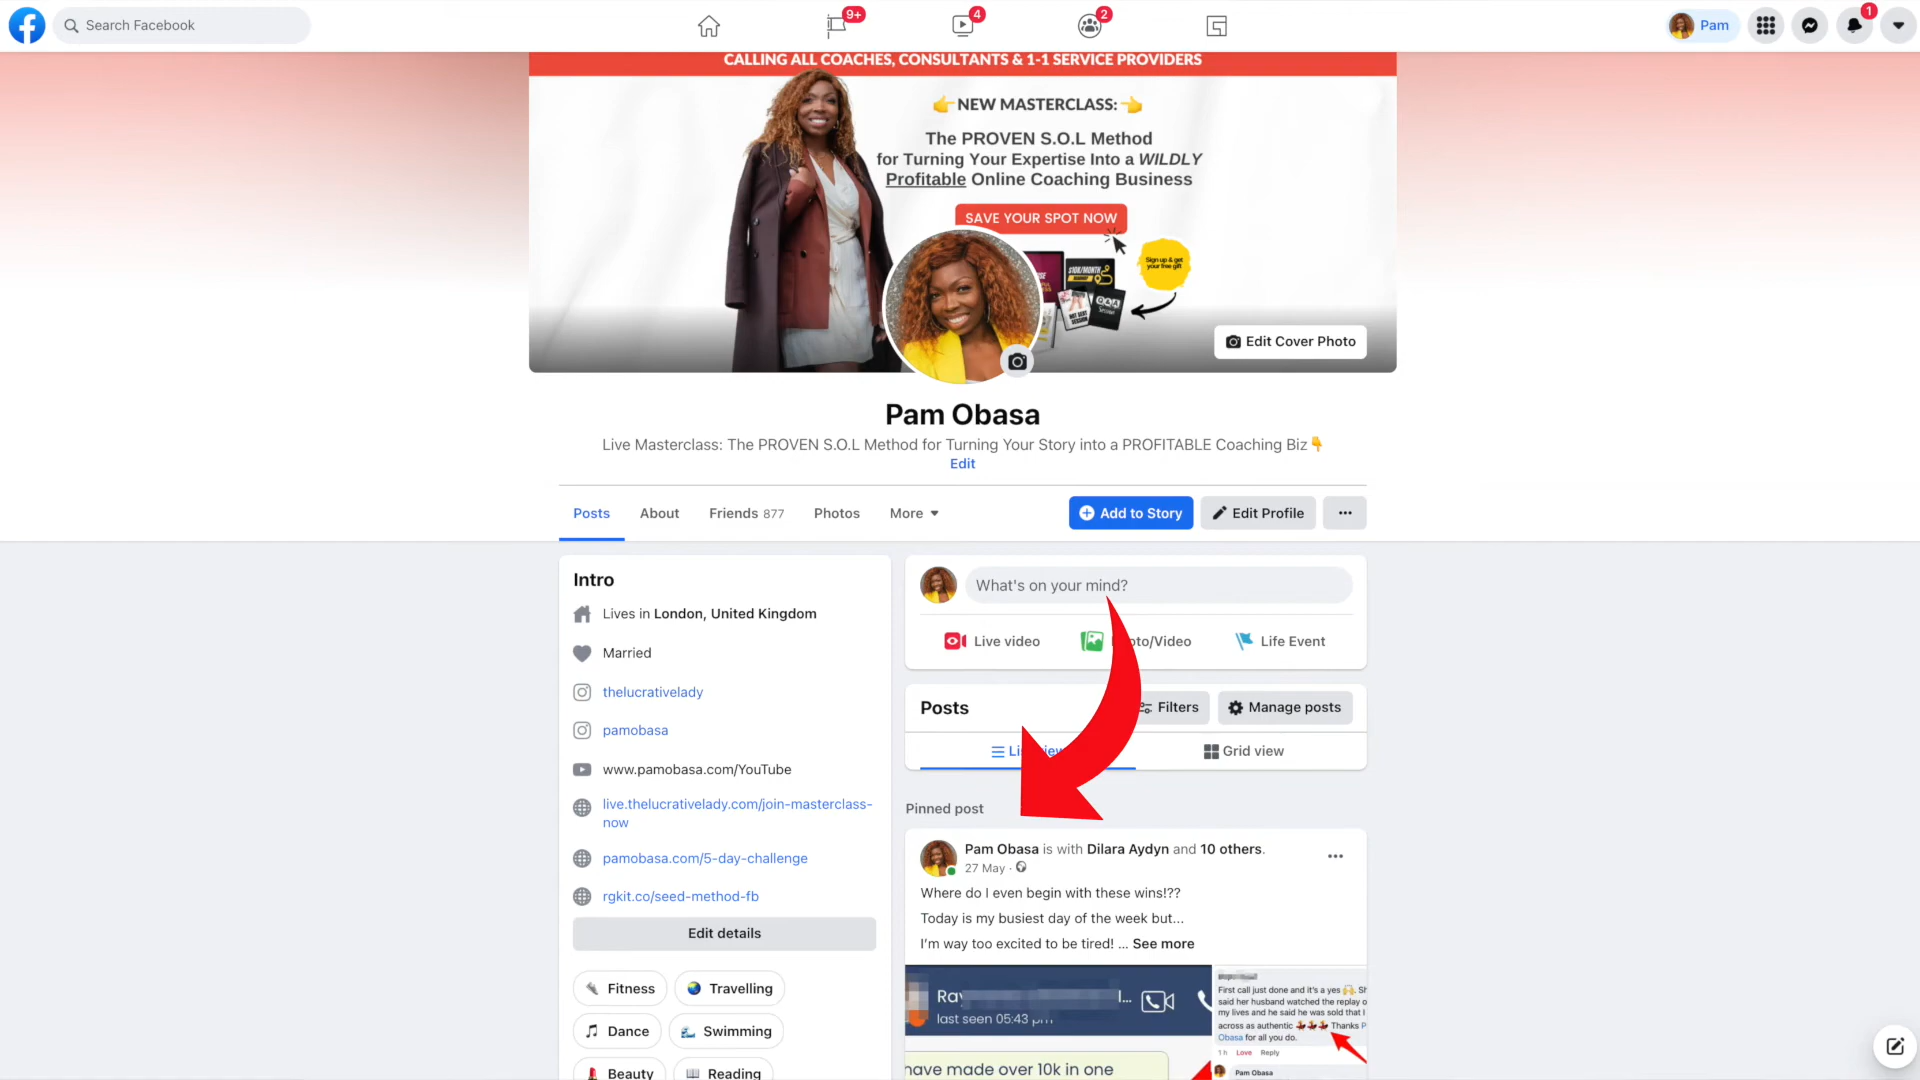 Search Facebook
9+
4
2
Pam
1
CALLING ALL COACHES, CONSULTANTS & 1-1 SERVICE PROVIDERS
👉NEW MASTERCLASS:👈
The PROVEN S.O.L Method
for Turning Your Expertise Into a WILDLY
Profitable Online Coaching Business
SAVE YOUR SPOT NOW
Sign up & get
your free gift
$10K/MONTH
Q&A
Edit Cover Photo
Pam Obasa
Live Masterclass: The PROVEN S.O.L Method for Turning Your Story into a PROFITABLE Coaching Biz👇
Edit
Posts
About
Friends 877
Photos
More
Add to Story
Edit Profile
Intro
Lives in London, United Kingdom
Married
thelucrativelady
pamobasa
www.pamobasa.com/YouTube
live.thelucrativelady.com/join-masterclass-
now
pamobasa.com/5-day-challenge
rgkit.co/seed-method-fb
Edit details
Fitness
Travelling
Dance
Swimming
Beauty
Reading
What's on your mind?
Live video
Life Event
Posts
Filters
Manage posts
Grid view
Pinned post
Pam Obasa is with Dilara Aydyn and 10 others.
27 May ·
Where do I even begin with these wins!??
Today is my busiest day of the week but...
I'm way too excited to be tired! ... See more
last seen 05:43
have made over 10k in one
First call just done and it's a yes
said her husband watched the replay o
my lives and he said he was sold that I
across as authentic 💃💃💃 Thanks
Obasa for all you do.
1 h Love Reply
Pam Obasa